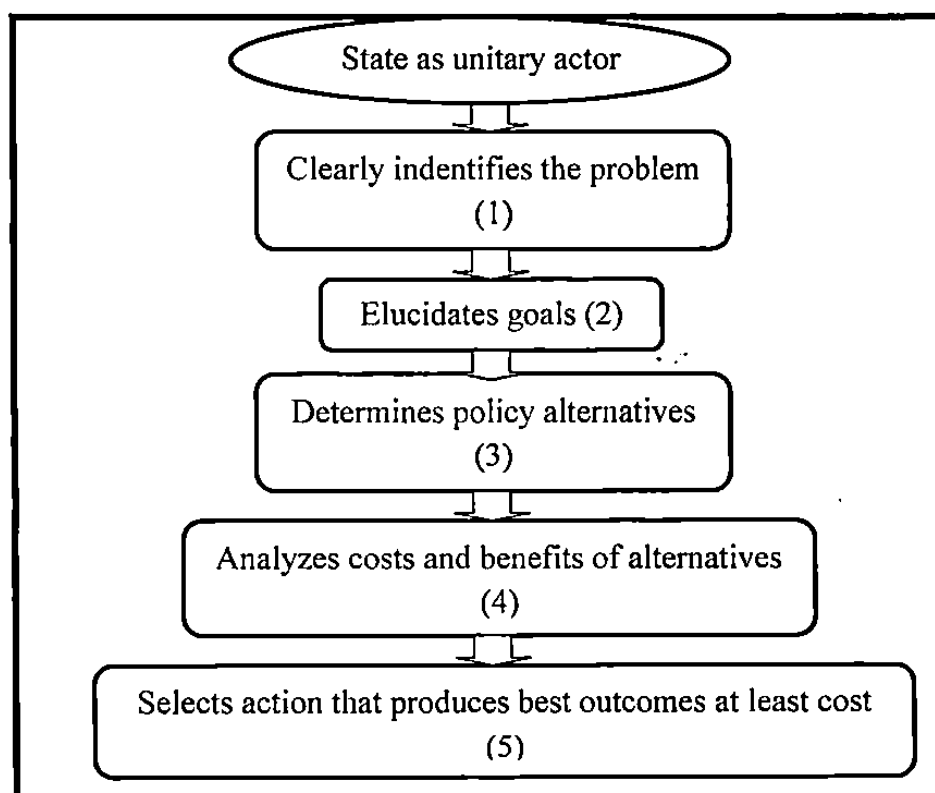 State as unitary actor
Clearly indentifies the problem
(1)
Elucidates goals (2)
Determines policy alternatives
(3)
Analyzes costs and benefits of alternatives
(4)
Selects action that produces best outcomes at least cost
(5)